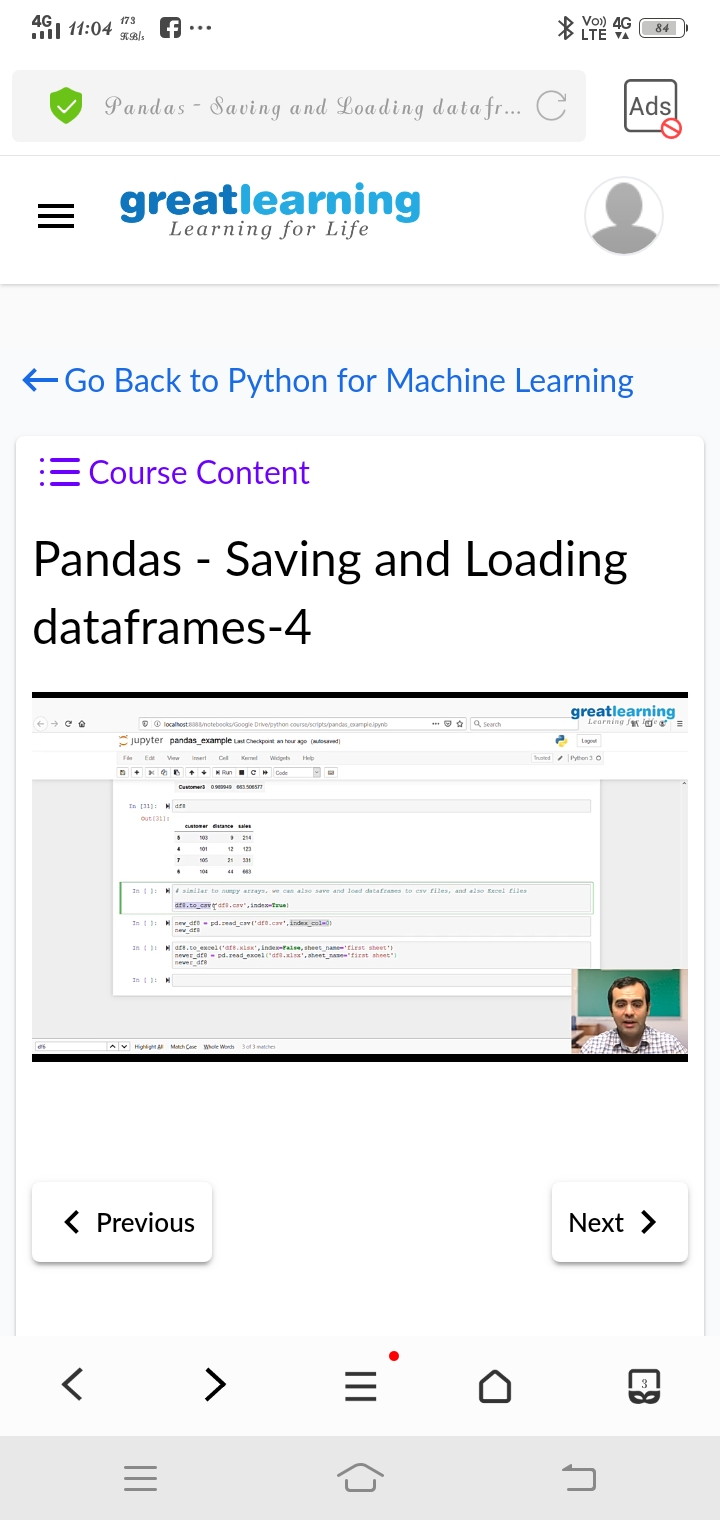 4G 11:04 173 KB/s Vo)) LTE 4G 84
Pandas - Saving and Loading datafr... Ads
greatlearning
Learning for Life
Go Back to Python for Machine Learning
Course Content
Pandas - Saving and Loading
dataframes-4
greatlearning
Learning for Life
localhost:8888/notebooks/Google Drive/python course/scripts/pandas_example.ipynb Search
jupyter pandas_example Last Checkpoint: an hour ago (autosaved) Logout
File Edit View Insert Cell Kernel Widgets Help Trusted Python 3
Run Code
Customer3 0.989949 663.506577
In [31]: df8
Out[31]:
customer distance sales
5 103 9 214
4 101 12 123
7 105 21 331
6 104 44 663
In [ ]: # similar to numpy arrays, we can also save and load dataframes to csv files, and also Excel files
df8.to_csv('df8.csv',index=True)
In [ ]: new_df8 = pd.read_csv('df8.csv',index_col=0)
new_df8
In [ ]: df8.to_excel('df8.xlsx',index=False,sheet_name='first sheet')
newer_df8 = pd.read_excel('df8.xlsx',sheet_name='first sheet')
newer_df8
In [ ]:
df6 Highlight All Match Case Whole Words 3 of 3 matches
Previous Next
3